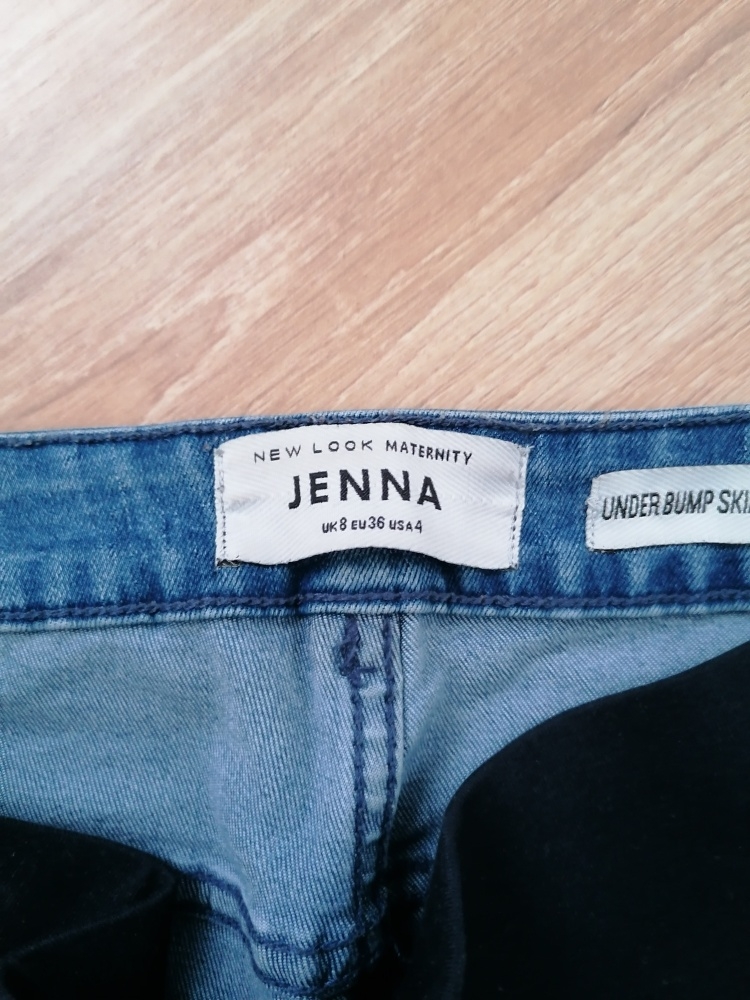 NEW LOOK MATERNITY
JENNA
UK8 EU36 USA4
UNDER BUMP